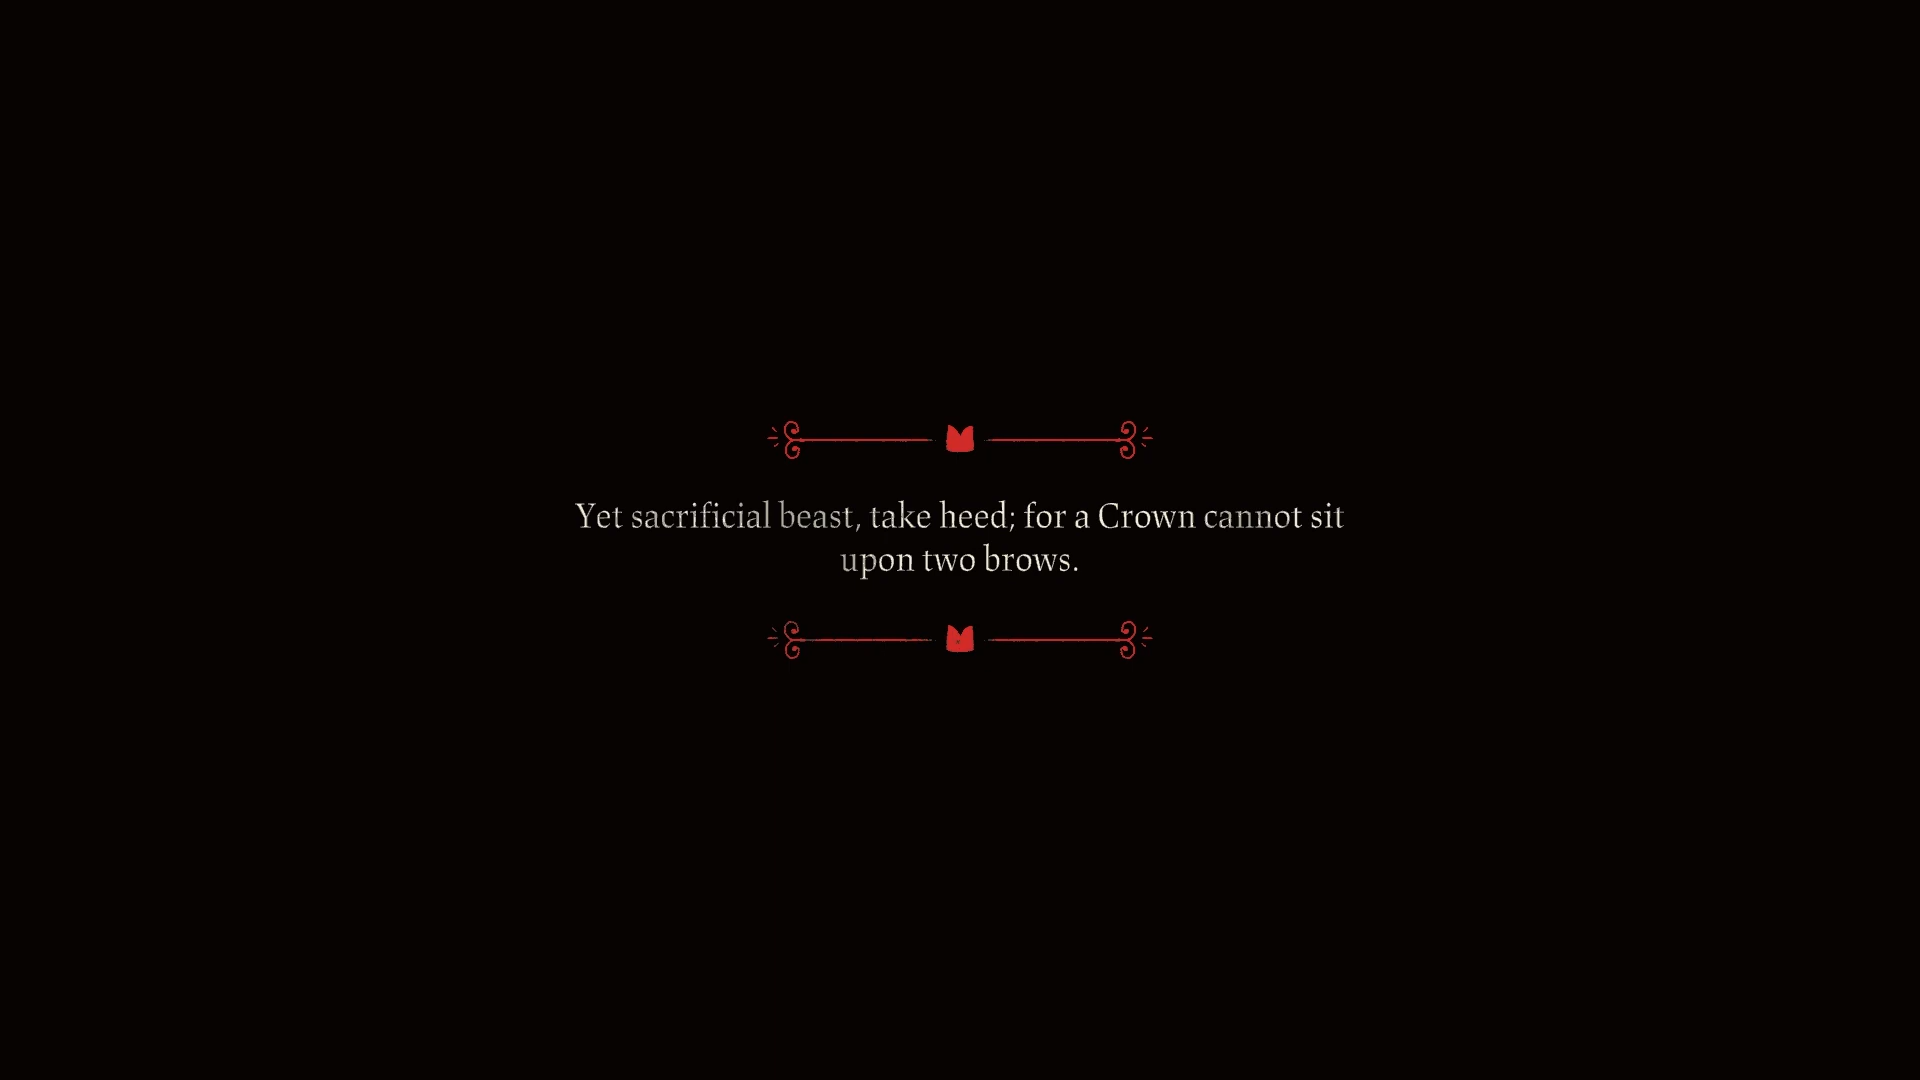 Yet sacrificial beast, take heed; for a Crown cannot sit
upon two brows.